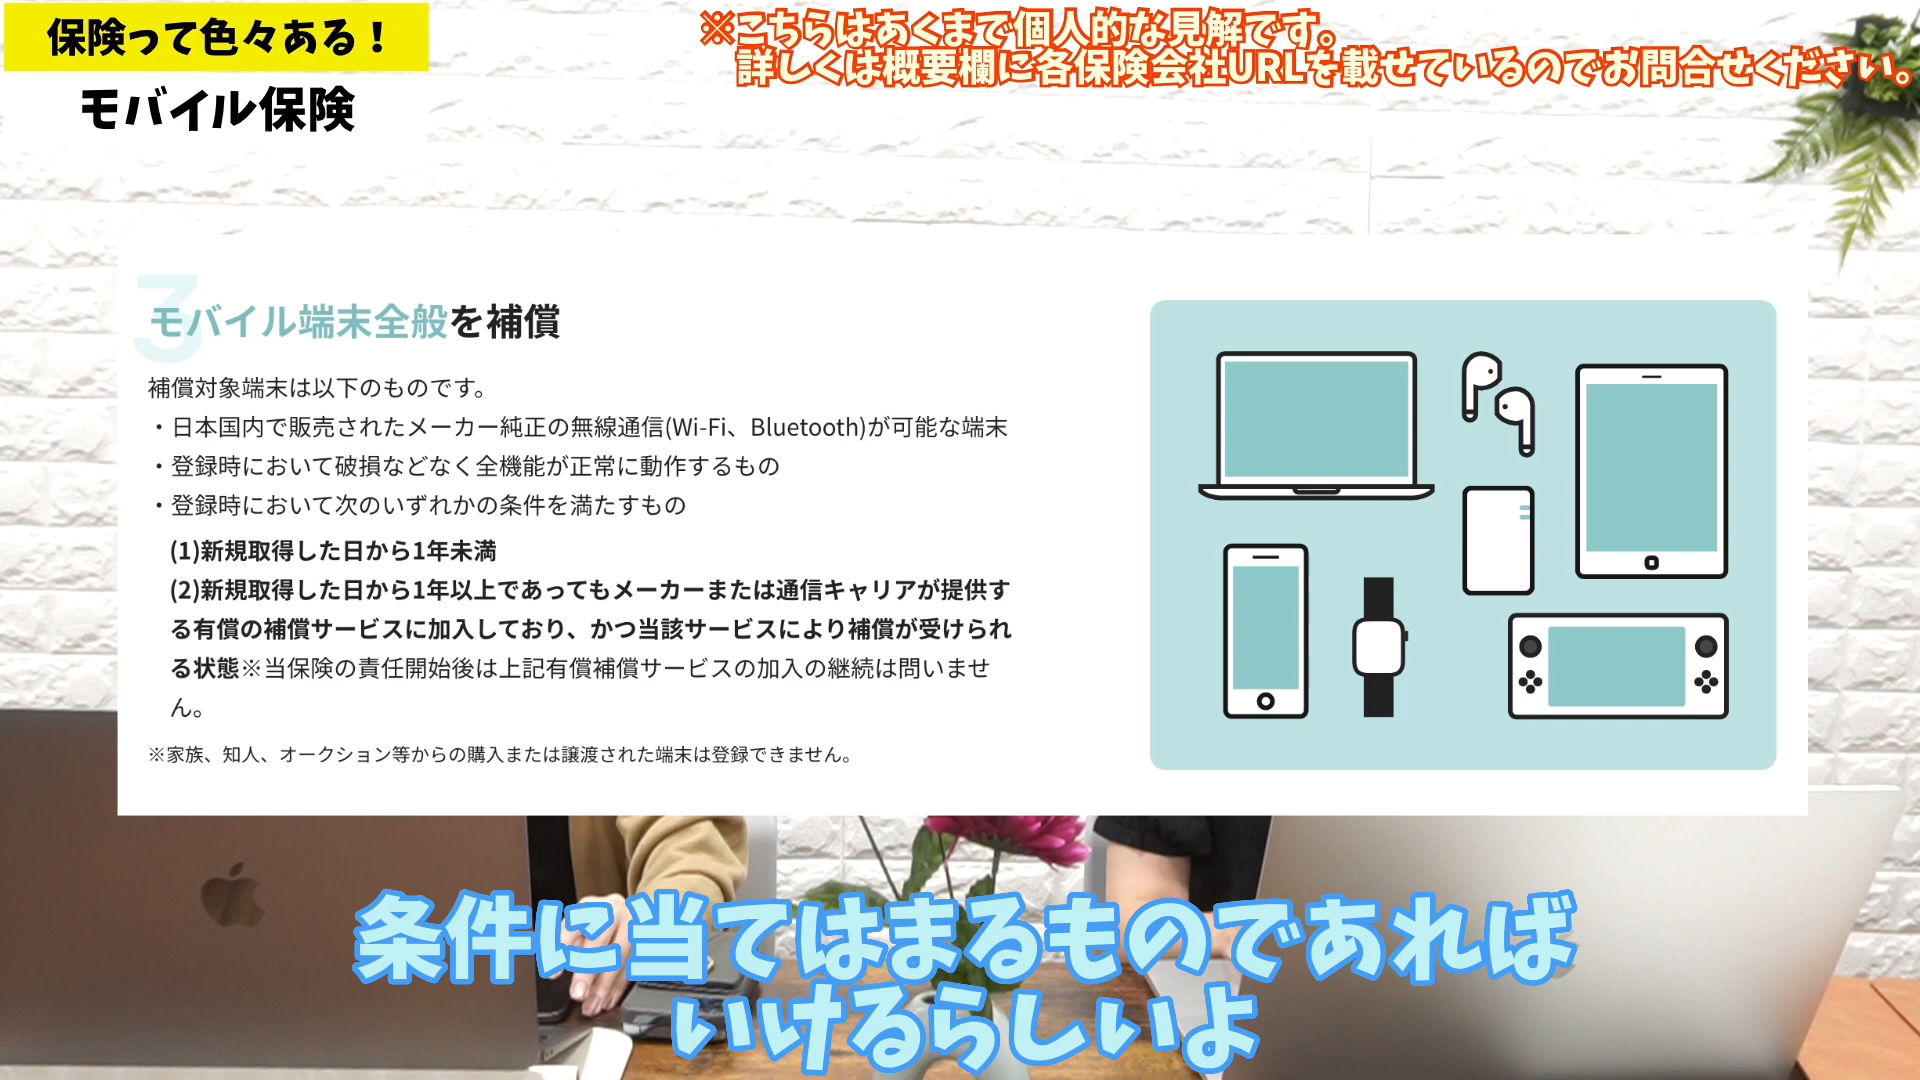 保険って色々ある！
モバイル保険
※こちらはあくまで個人的な見解です。
詳しくは概要欄に各保険会社URLを載せているのでお問合せください。
3
モバイル端末全般を補償
補償対象端末は以下のものです。
・日本国内で販売されたメーカー純正の無線通信(Wi-Fi、Bluetooth)が可能な端末
・登録時において破損などなく全機能が正常に動作するもの
・登録時において次のいずれかの条件を満たすもの
(1)新規取得した日から1年未満
(2)新規取得した日から1年以上であってもメーカーまたは通信キャリアが提供す
る有償の補償サービスに加入しており、かつ当該サービスにより補償が受けられ
る状態※当保険の責任開始後は上記有償補償サービスの加入の継続は問いませ
ん。
※家族、知人、オークション等からの購入または譲渡された端末は登録できません。
条件に当てはまるものであれば
いけるらしいよ